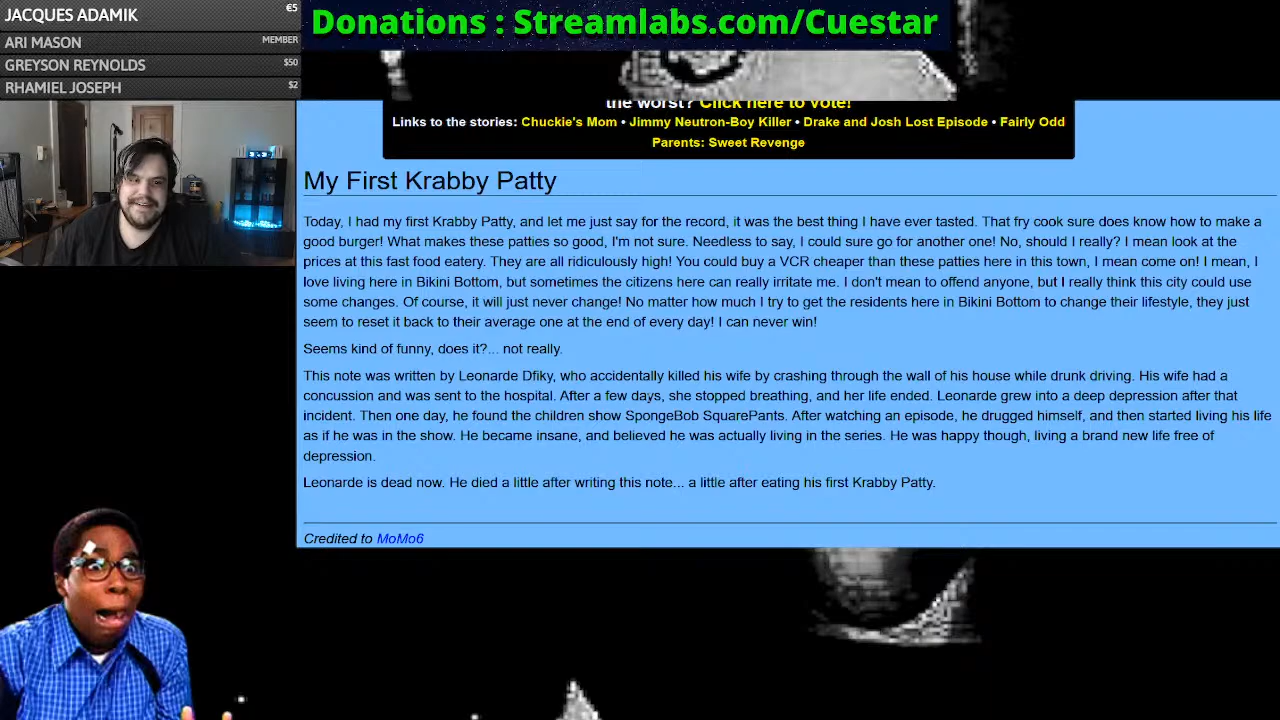 JACQUES ADAMIK €5
ARI MASON MEMBER
GREYSON REYNOLDS $50
RHAMIEL JOSEPH $2
Donations : Streamlabs.com/Cuestar
the worst? Click here to vote!
Links to the stories: Chuckie's Mom • Jimmy Neutron-Boy Killer • Drake and Josh Lost Episode • Fairly Odd
Parents: Sweet Revenge
My First Krabby Patty
Today, I had my first Krabby Patty, and let me just say for the record, it was the best thing I have ever tasted. That fry cook sure does know how to make a
good burger! What makes these patties so good, I'm not sure. Needless to say, I could sure go for another one! No, should I really? I mean look at the
prices at this fast food eatery. They are all ridiculously high! You could buy a VCR cheaper than these patties here in this town, I mean come on! I mean, I
love living here in Bikini Bottom, but sometimes the citizens here can really irritate me. I don't mean to offend anyone, but I really think this city could use
some changes. Of course, it will just never change! No matter how much I try to get the residents here in Bikini Bottom to change their lifestyle, they just
seem to reset it back to their average one at the end of every day! I can never win!
Seems kind of funny, does it?... not really.
This note was written by Leonarde Dfiky, who accidentally killed his wife by crashing through the wall of his house while drunk driving. His wife had a
concussion and was sent to the hospital. After a few days, she stopped breathing, and her life ended. Leonarde grew into a deep depression after that
incident. Then one day, he found the children show SpongeBob SquarePants. After watching an episode, he drugged himself, and then started living his life
as if he was in the show. He became insane, and believed he was actually living in the series. He was happy though, living a brand new life free of
depression.
Leonarde is dead now. He died a little after writing this note... a little after eating his first Krabby Patty.
Credited to MoMo6